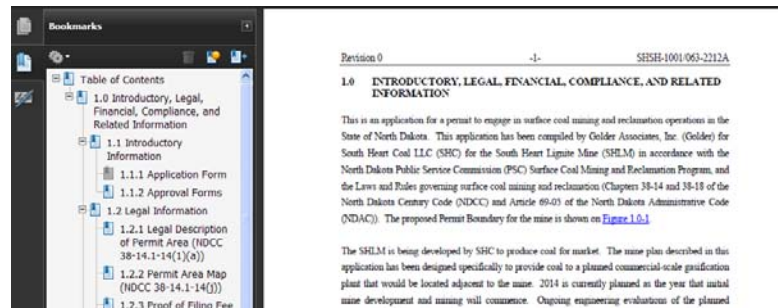 Bookmarks
Table of Contents
1.0 Introductory, Legal,
Financial, Compliance, and
Related Information
1.1 Introductory
Information
1.1.1 Application Form
1.1.2 Approval Forms
1.2 Legal Information
1.2.1 Legal Description
of Permit Area (NDCC
38-14.1-14(1)(a))
1.2.2 Permit Area Map
(NDCC 38-14.1-14(j))
1.2.3 Proof of Filing Fee
Revision 0 -1- SHSH-1001/063-2212A
1.0 INTRODUCTORY, LEGAL, FINANCIAL, COMPLIANCE, AND RELATED
INFORMATION
This is an application for a permit to engage in surface coal mining and reclamation operations in the
State of North Dakota. This application has been compiled by Golder Associates, Inc. (Golder) for
South Heart Coal LLC (SHC) for the South Heart Lignite Mine (SHLM) in accordance with the
North Dakota Public Service Commission (PSC) Surface Coal Mining and Reclamation Program, and
the Laws and Rules governing surface coal mining and reclamation (Chapters 38-14 and 38-18 of the
North Dakota Century Code (NDCC) and Article 69-05 of the North Dakota Administrative Code
(NDAC)). The proposed Permit Boundary for the mine is shown on Figure 1.0-1.
The SHLM is being developed by SHC to produce coal for market. The mine plan described in this
application has been designed specifically to provide coal to a planned commercial-scale gasification
plant that would be located adjacent to the mine. 2014 is currently planned as the year that initial
mine development and mining will commence. Ongoing engineering evaluations of the planned